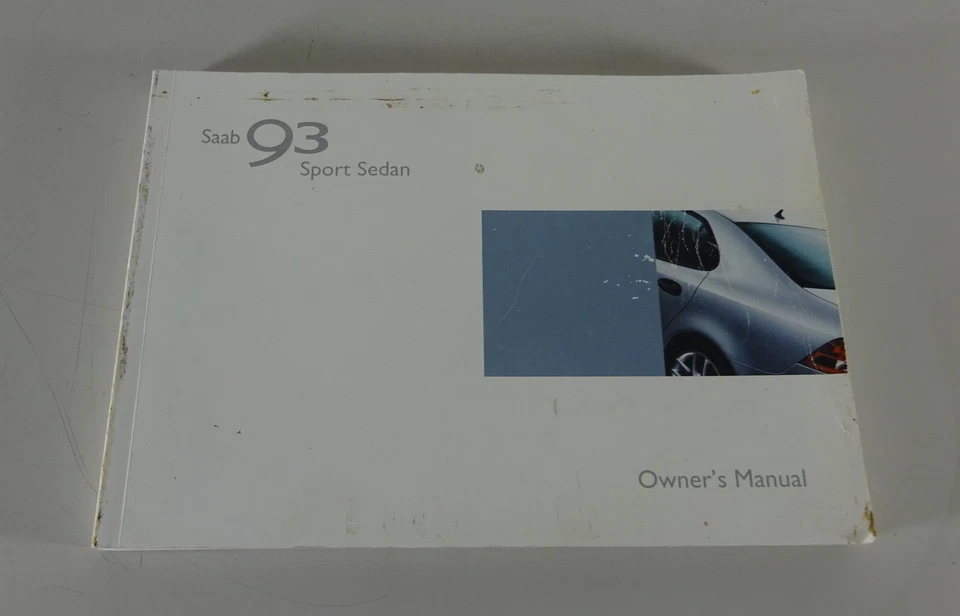 Saab 93
Sport Sedan
Owner's Manual